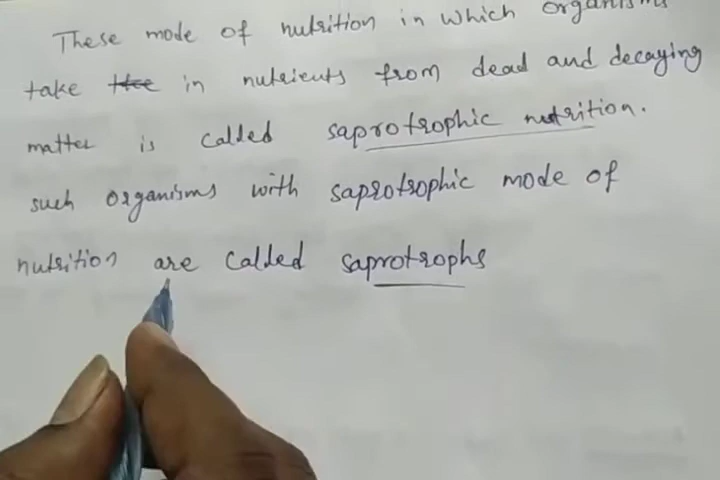 These mode of nutrition in which organisms
take in nutrients from dead and decaying
matter is called saprotrophic nutrition.
such organisms with saprotrophic mode of
nutrition are called saprotrophs